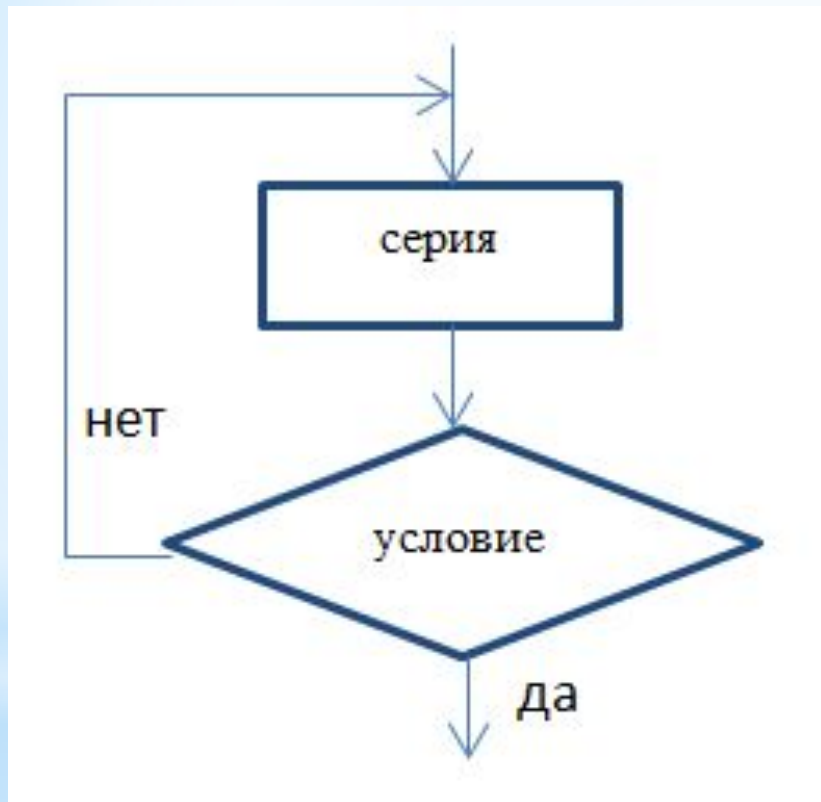 серия
нет
условие
да